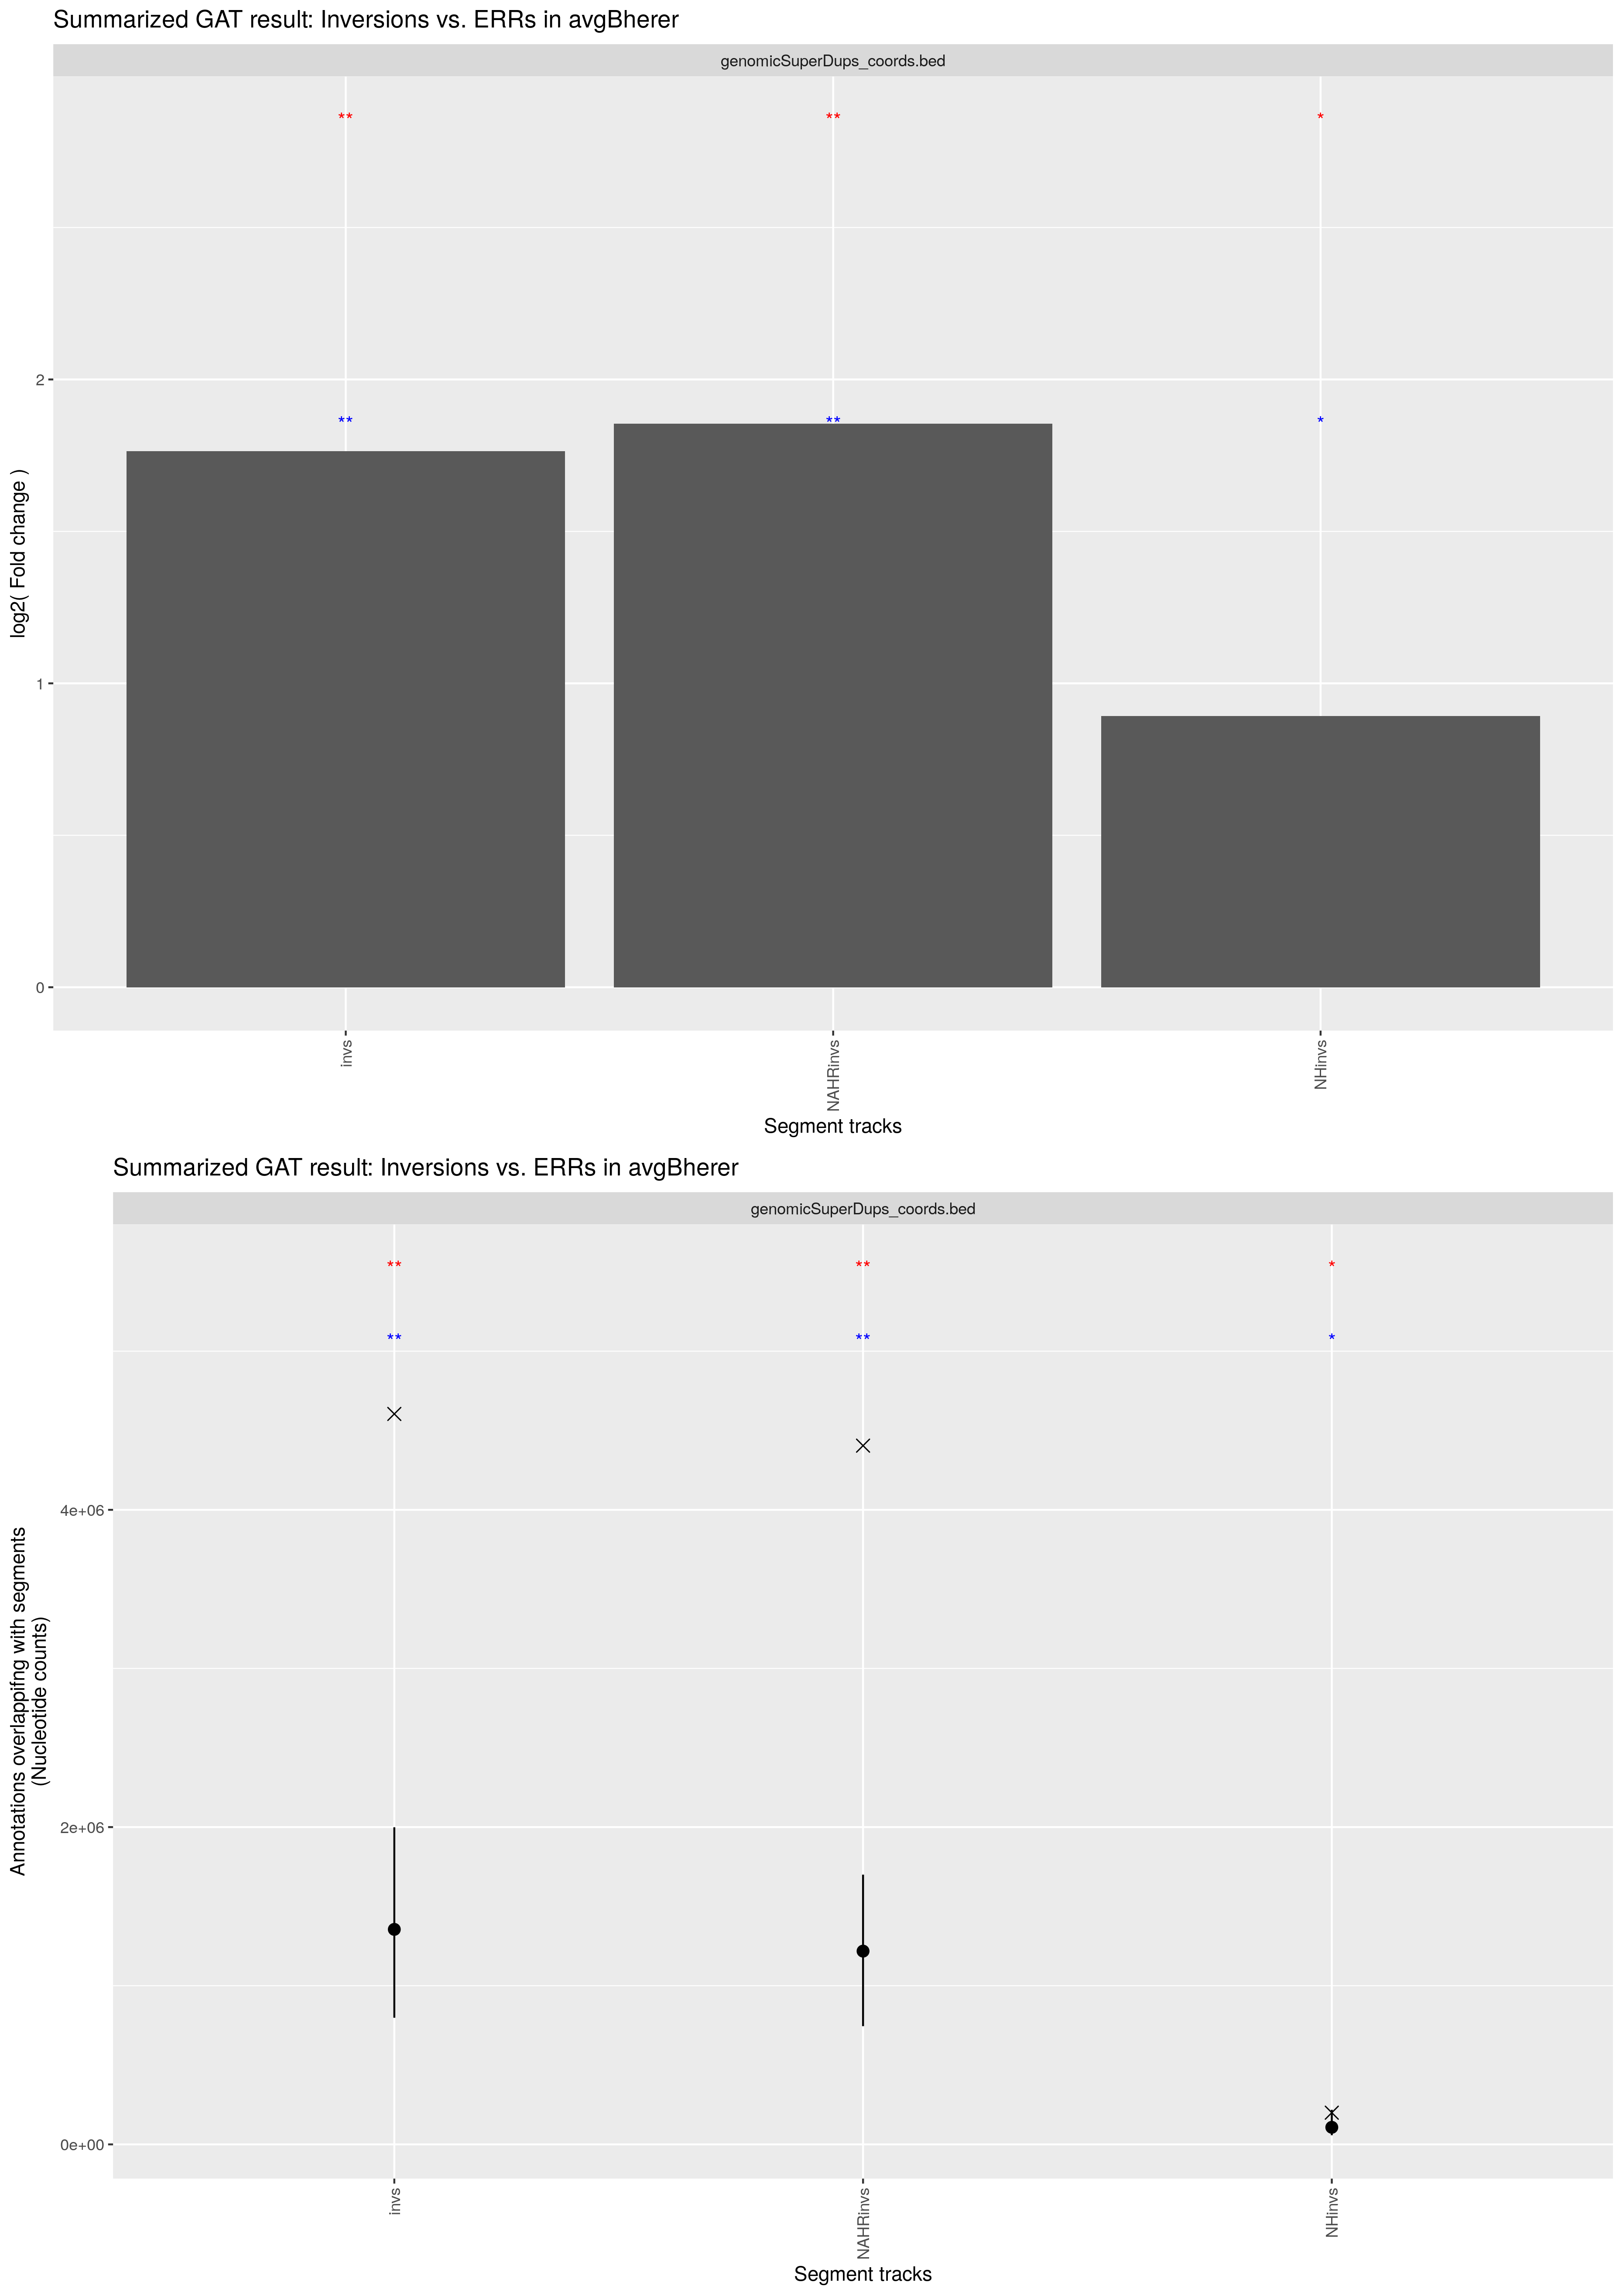 Summarized GAT result: Inversions vs. ERRs in avgBherer
genomicSuperDups_coords.bed
** ** *
2
** ** *
1
0
log2( Fold change )
invs NAHRinvs NHinvs
Segment tracks
Summarized GAT result: Inversions vs. ERRs in avgBherer
genomicSuperDups_coords.bed
** ** *
** ** *
4e+06
2e+06
0e+00
Annotations overlappifng with segments
(Nucleotide counts)
invs NAHRinvs NHinvs
Segment tracks